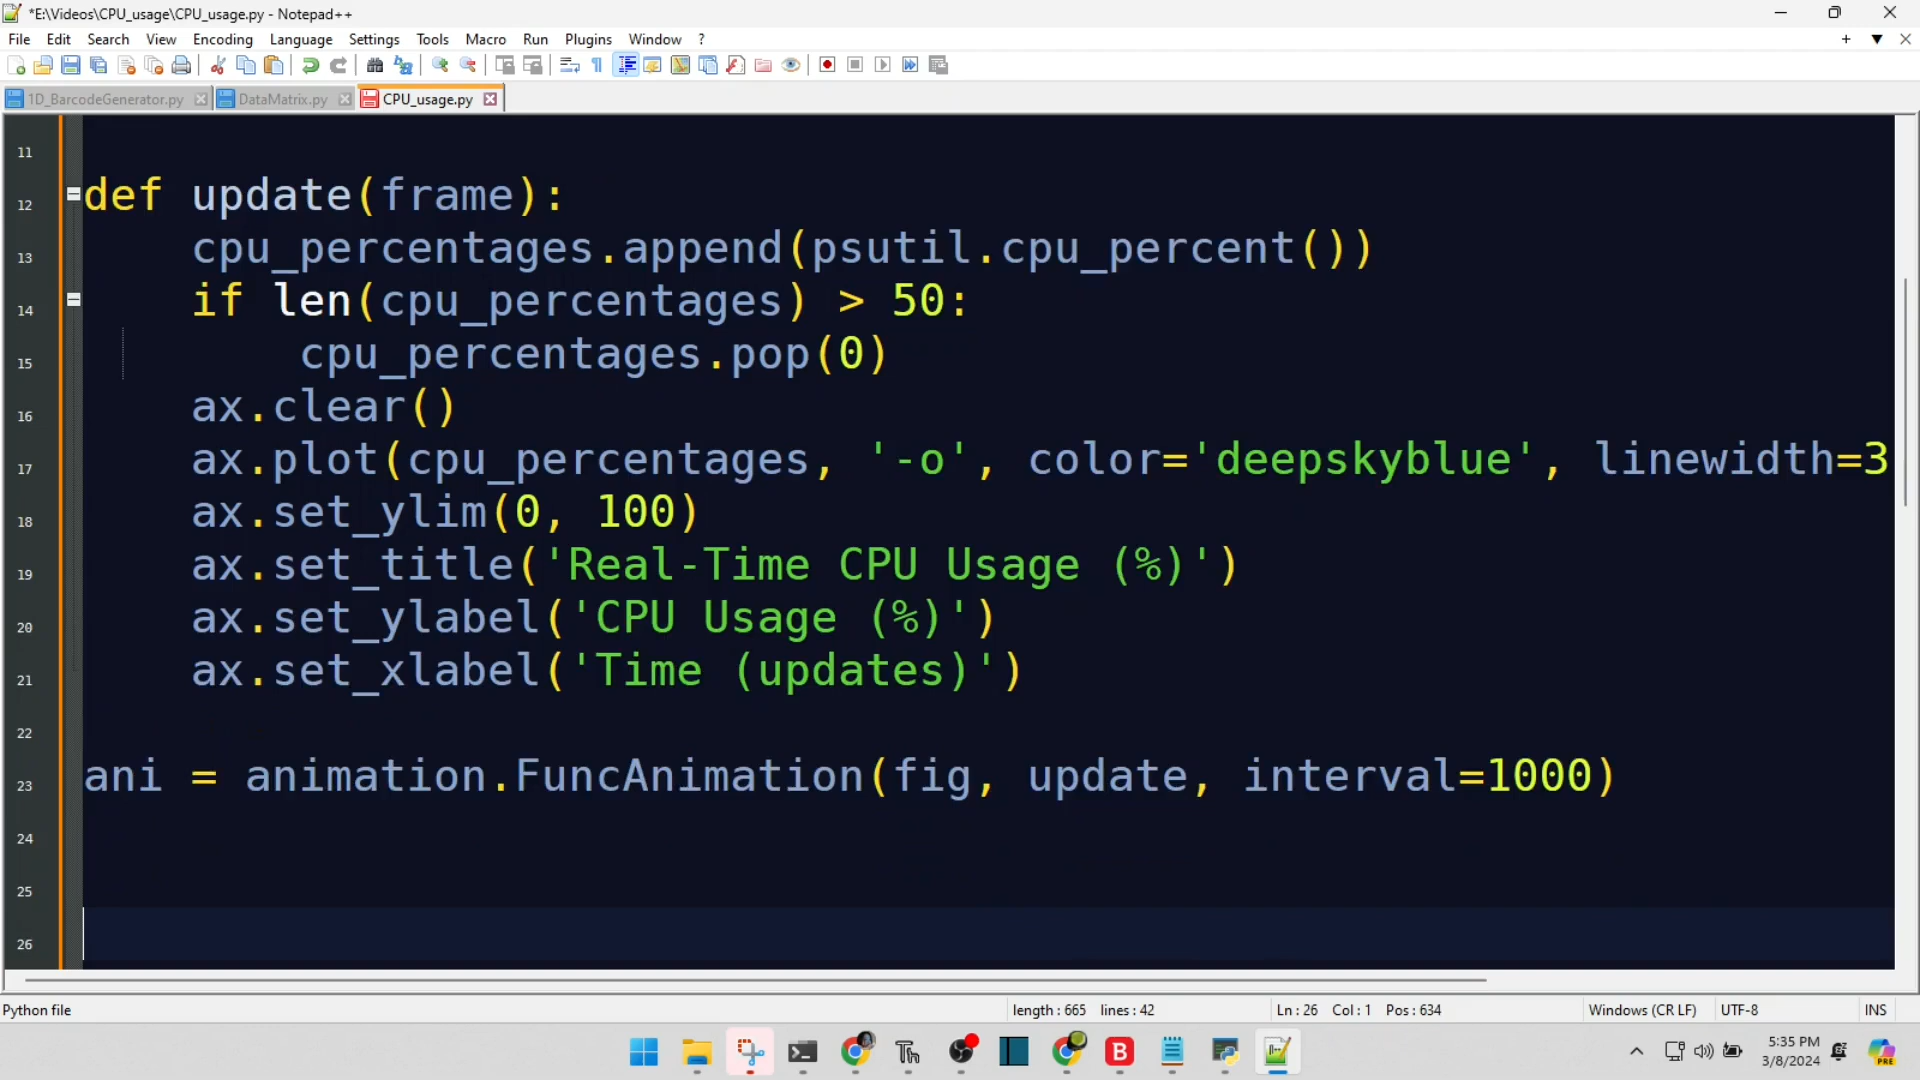 *E:\Videos\CPU_usage\CPU_usage.py - Notepad++
File Edit Search View Encoding Language Settings Tools Macro Run Plugins Window ?
1D_BarcodeGenerator.py DataMatrix.py CPU_usage.py
11
12 def update(frame):
13 cpu_percentages.append(psutil.cpu_percent())
14 if len(cpu_percentages) > 50:
15 cpu_percentages.pop(0)
16 ax.clear()
17 ax.plot(cpu_percentages, '-o', color='deepskyblue', linewidth=3
18 ax.set_ylim(0, 100)
19 ax.set_title('Real-Time CPU Usage (%)')
20 ax.set_ylabel('CPU Usage (%)')
21 ax.set_xlabel('Time (updates)')
22
23 ani = animation.FuncAnimation(fig, update, interval=1000)
24
25
26
Python file length : 665 lines : 42 Ln : 26 Col : 1 Pos : 634 Windows (CR LF) UTF-8 INS
Th B 5:35 PM PRE
3/8/2024